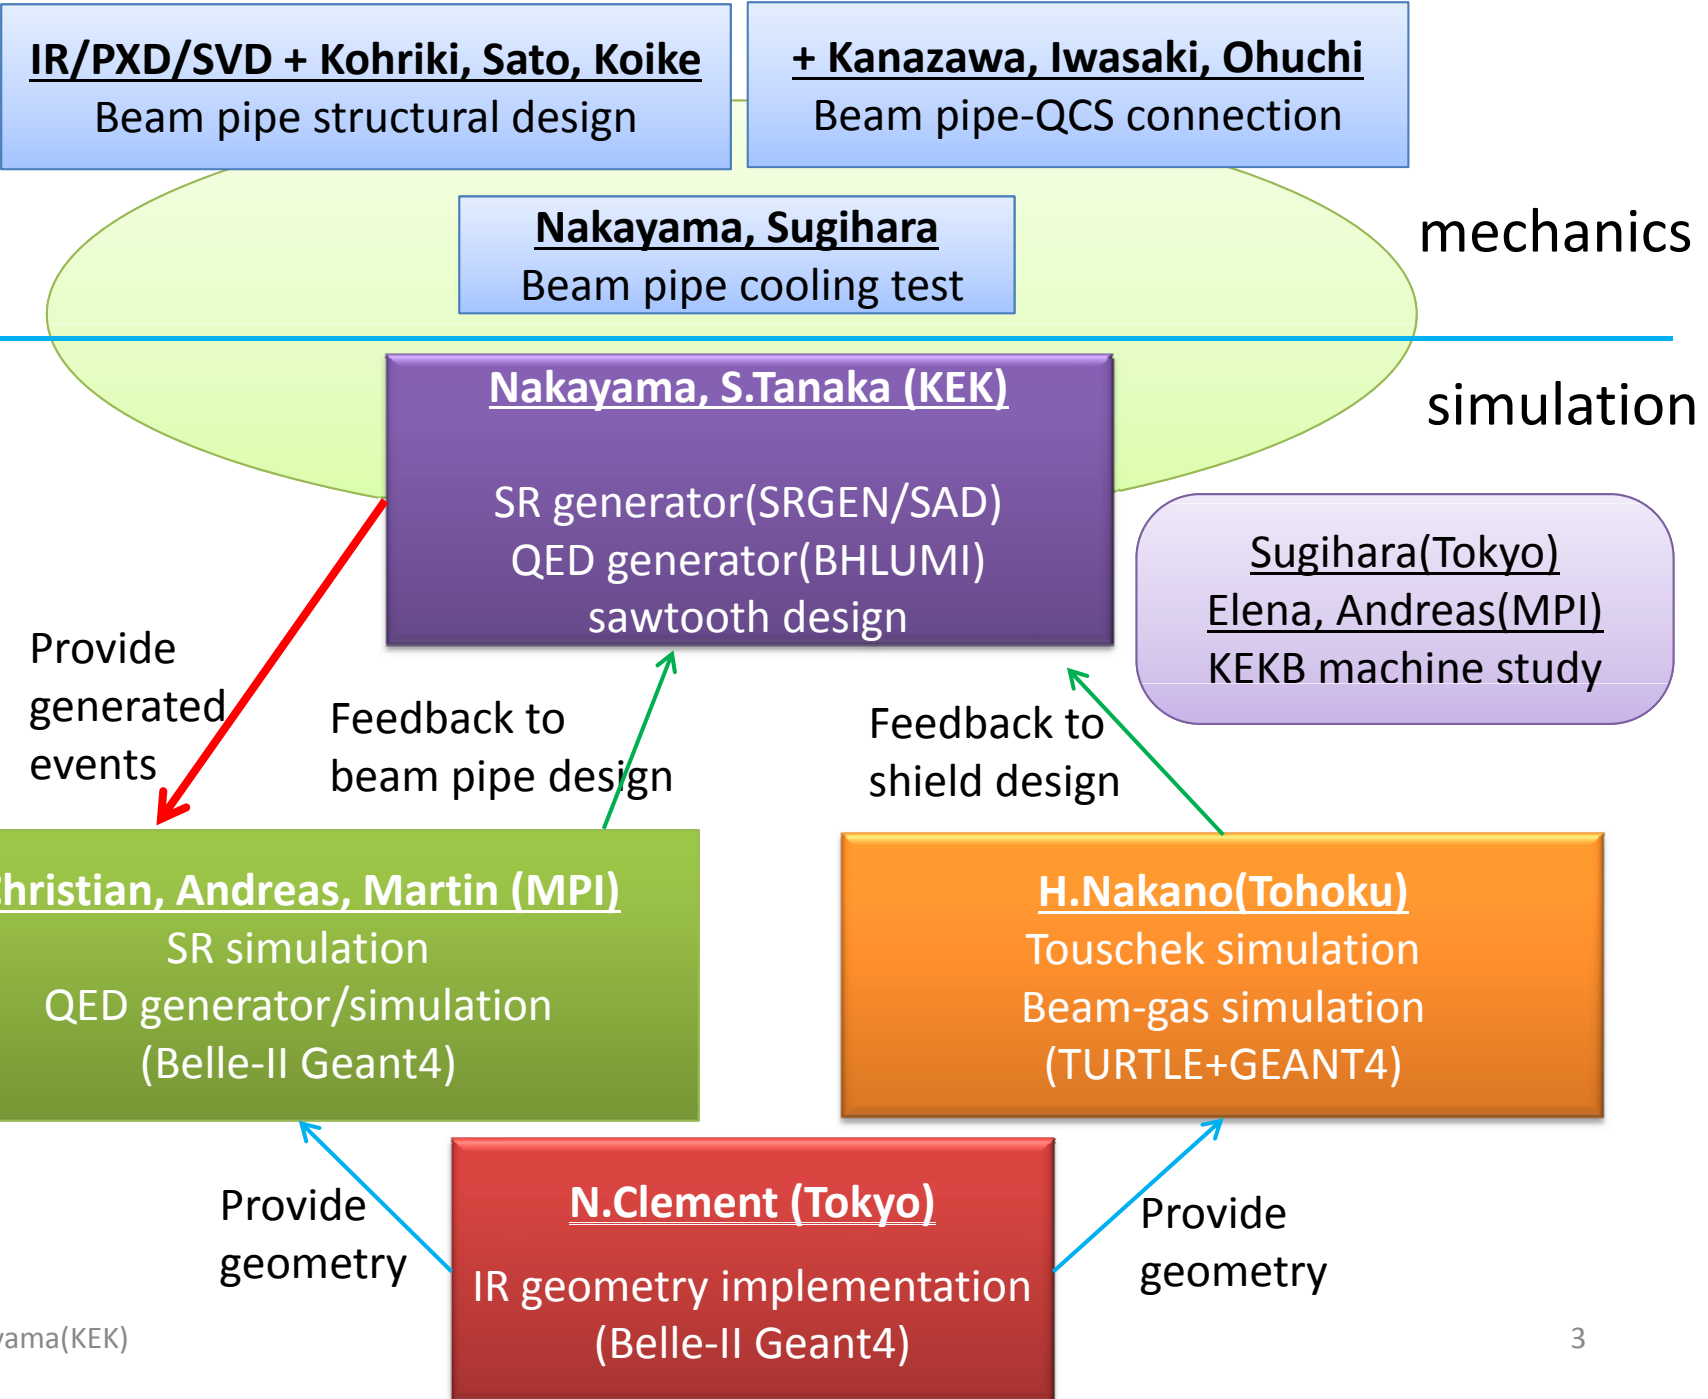 IR/PXD/SVD + Kohriki, Sato, Koike
Beam pipe structural design
+ Kanazawa, Iwasaki, Ohuchi
Beam pipe-QCS connection
Nakayama, Sugihara
Beam pipe cooling test
mechanics
simulation
Nakayama, S.Tanaka (KEK)
SR generator(SRGEN/SAD)
QED generator(BHLUMI)
sawtooth design
Sugihara(Tokyo)
Elena, Andreas(MPI)
KEKB machine study
Provide
generated
events
Feedback to
beam pipe design
Feedback to
shield design
Christian, Andreas, Martin (MPI)
SR simulation
QED generator/simulation
(Belle-II Geant4)
H.Nakano(Tohoku)
Touschek simulation
Beam-gas simulation
(TURTLE+GEANT4)
Provide
geometry
N.Clement (Tokyo)
IR geometry implementation
(Belle-II Geant4)
Provide
geometry
yama(KEK)
3